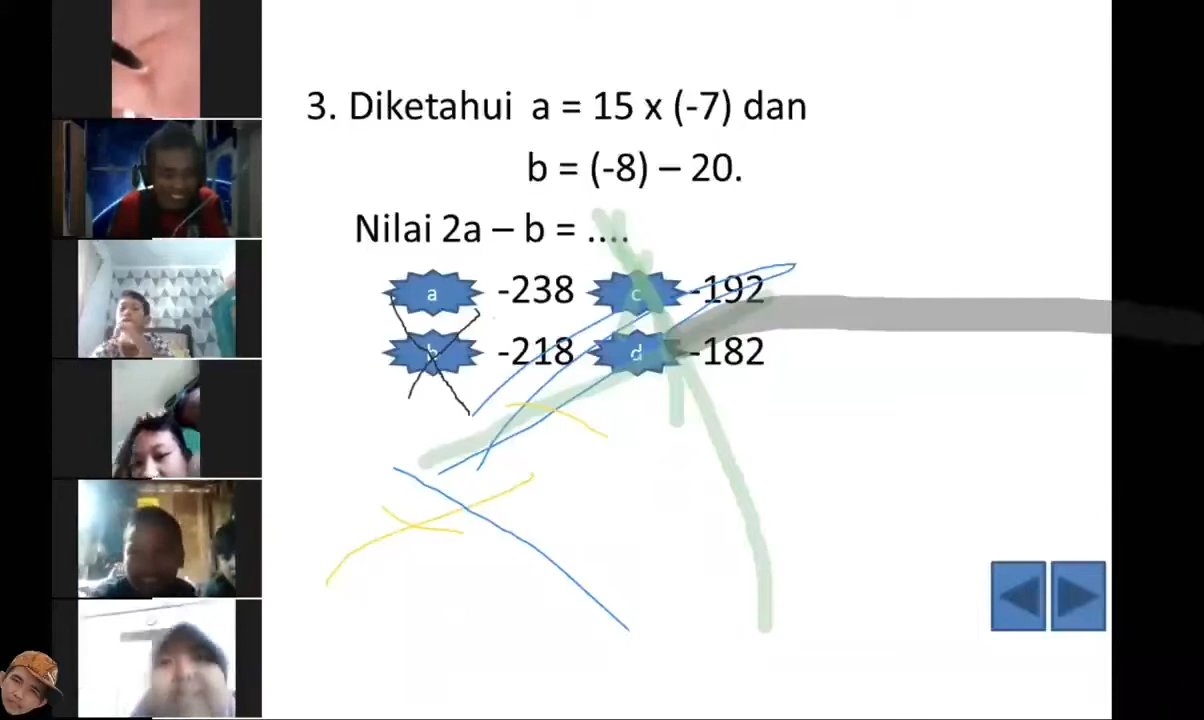 3. Diketahui a = 15 x (-7) dan
b = (-8) – 20.
Nilai 2a – b = ....
a -238 c -192
b -218 d -182